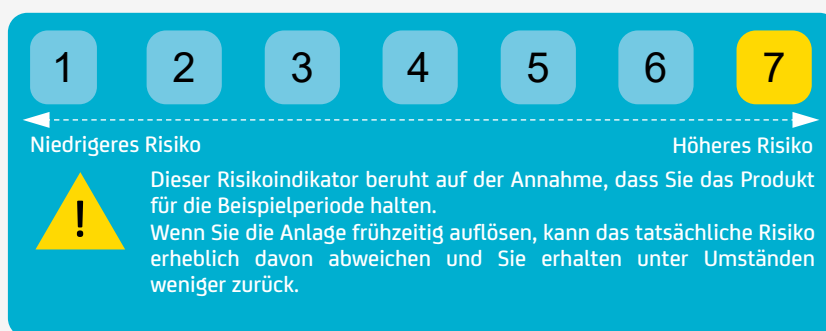 1 2 3 4 5 6 7
Niedrigeres Risiko Höheres Risiko
Dieser Risikoindikator beruht auf der Annahme, dass Sie das Produkt
für die Beispielperiode halten.
! Wenn Sie die Anlage frühzeitig auflösen, kann das tatsächliche Risiko
erheblich davon abweichen und Sie erhalten unter Umständen
weniger zurück.